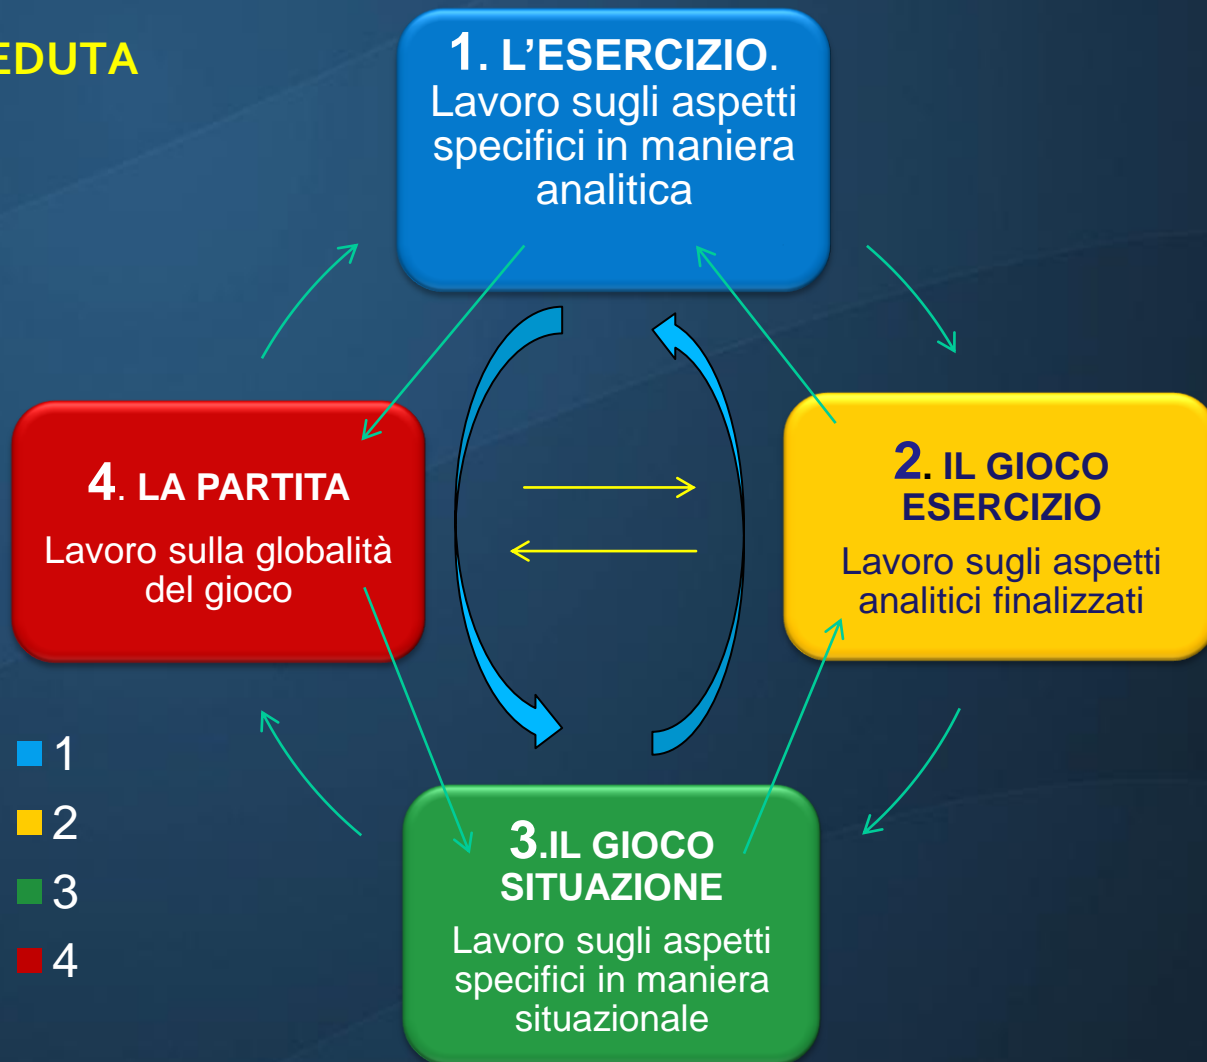 EDUTA
1. L’ESERCIZIO.
Lavoro sugli aspetti
specifici in maniera
analitica
4. LA PARTITA
Lavoro sulla globalità
del gioco
2. IL GIOCO
ESERCIZIO
Lavoro sugli aspetti
analitici finalizzati
3.IL GIOCO
SITUAZIONE
Lavoro sugli aspetti
specifici in maniera
situazionale
1
2
3
4